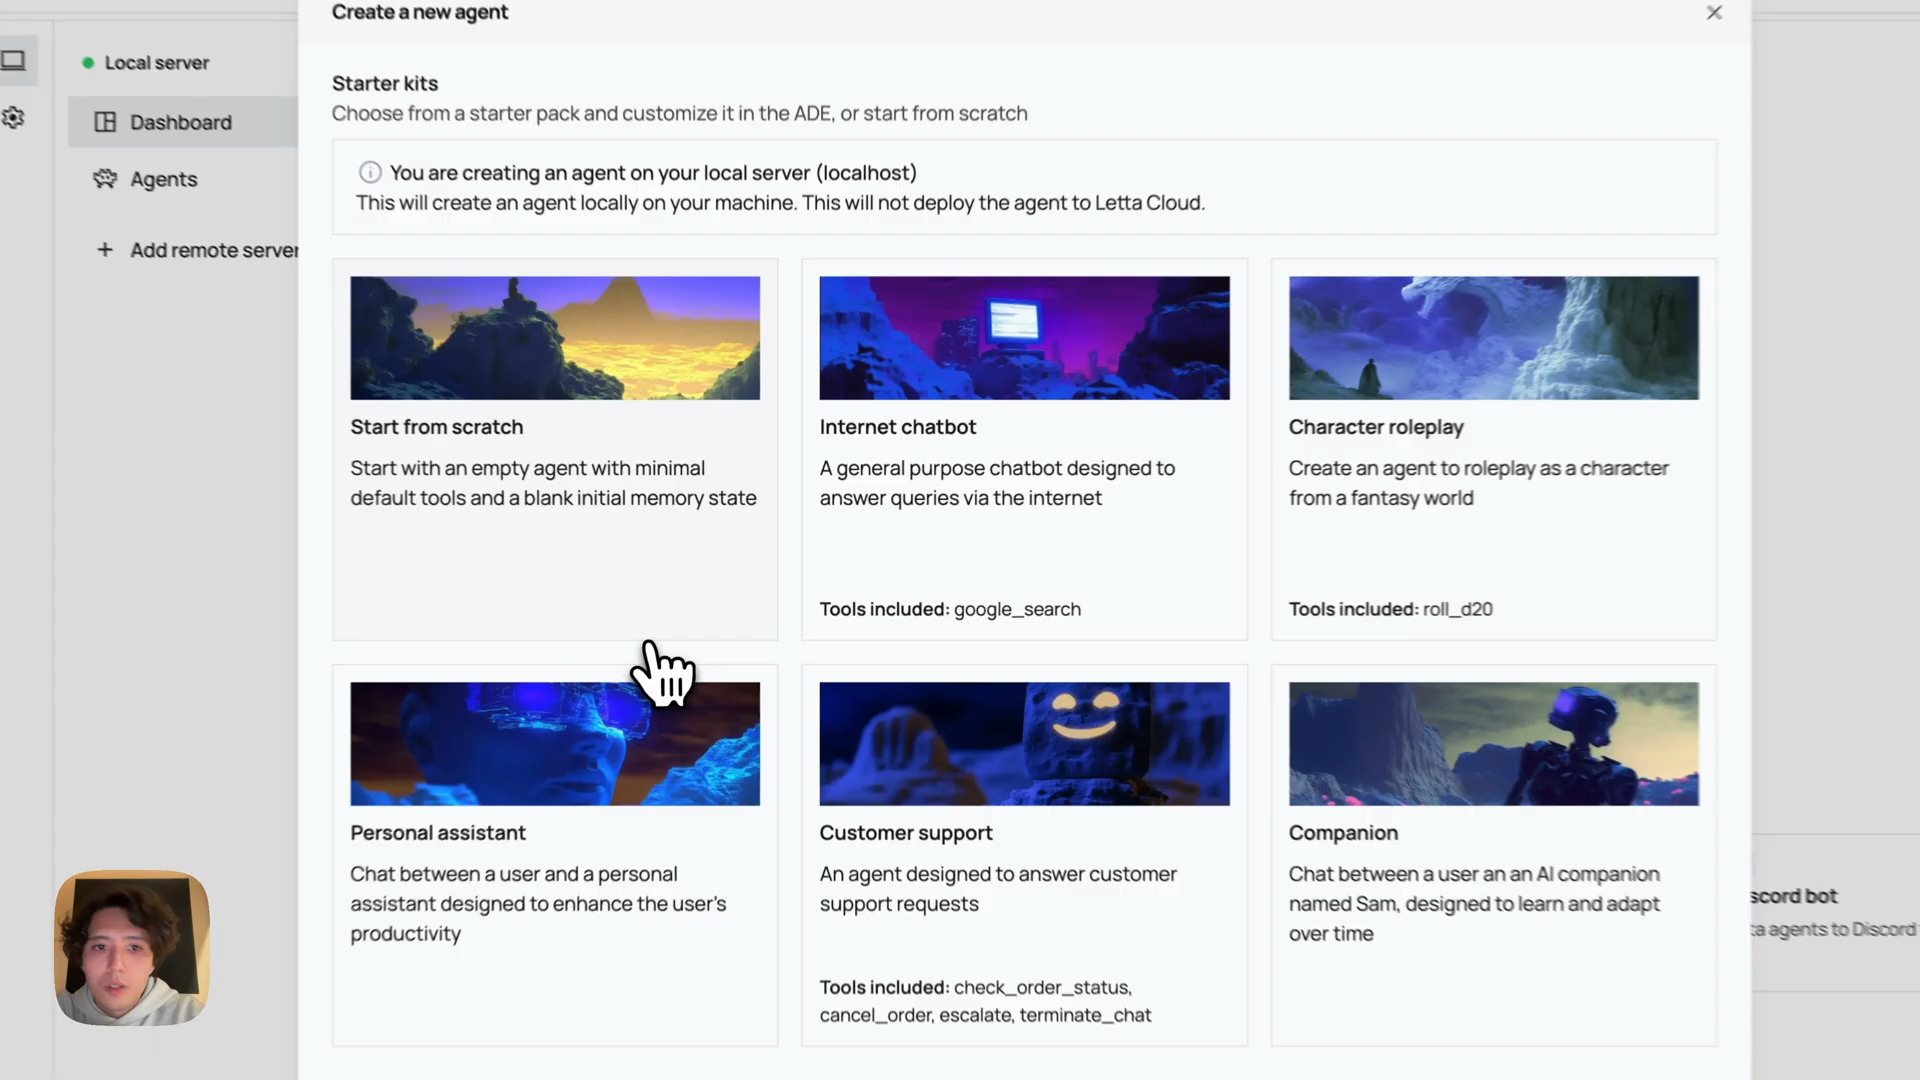 Create a new agent
Local server
Dashboard
Agents
Add remote server
Starter kits
Choose from a starter pack and customize it in the ADE, or start from scratch
You are creating an agent on your local server (localhost)
This will create an agent locally on your machine. This will not deploy the agent to Letta Cloud.
Start from scratch
Start with an empty agent with minimal
default tools and a blank initial memory state
Internet chatbot
A general purpose chatbot designed to
answer queries via the internet
Tools included: google_search
Character roleplay
Create an agent to roleplay as a character
from a fantasy world
Tools included: roll_d20
Personal assistant
Chat between a user and a personal
assistant designed to enhance the user's
productivity
Customer support
An agent designed to answer customer
support requests
Tools included: check_order_status,
cancel_order, escalate, terminate_chat
Companion
Chat between a user an an AI companion
named Sam, designed to learn and adapt
over time
scord bot
ta agents to Discord